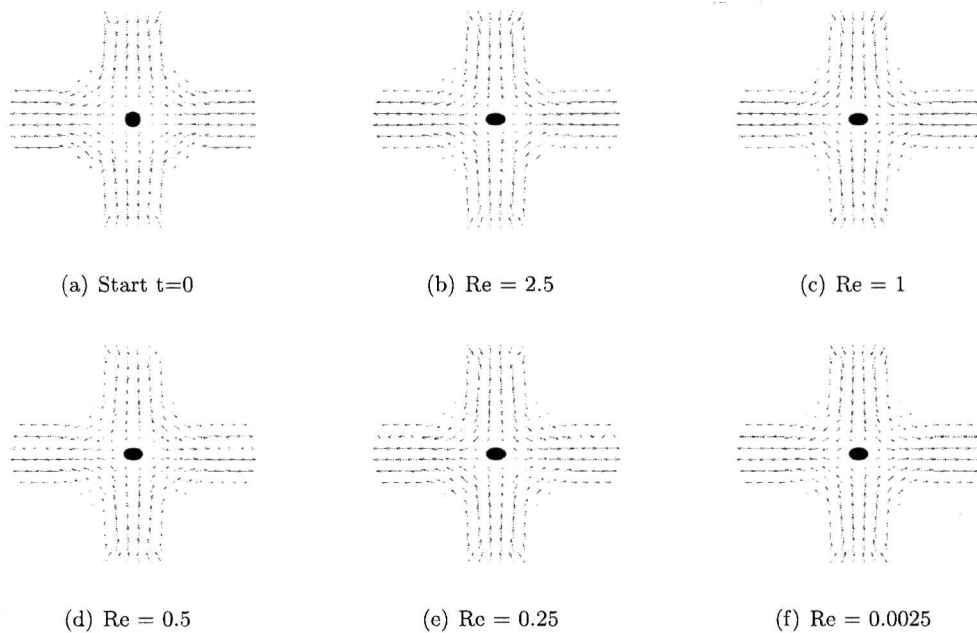 (a) Start t=0
(b) Re = 2.5
(c) Re = 1
(d) Re = 0.5
(e) Re = 0.25
(f) Re = 0.0025